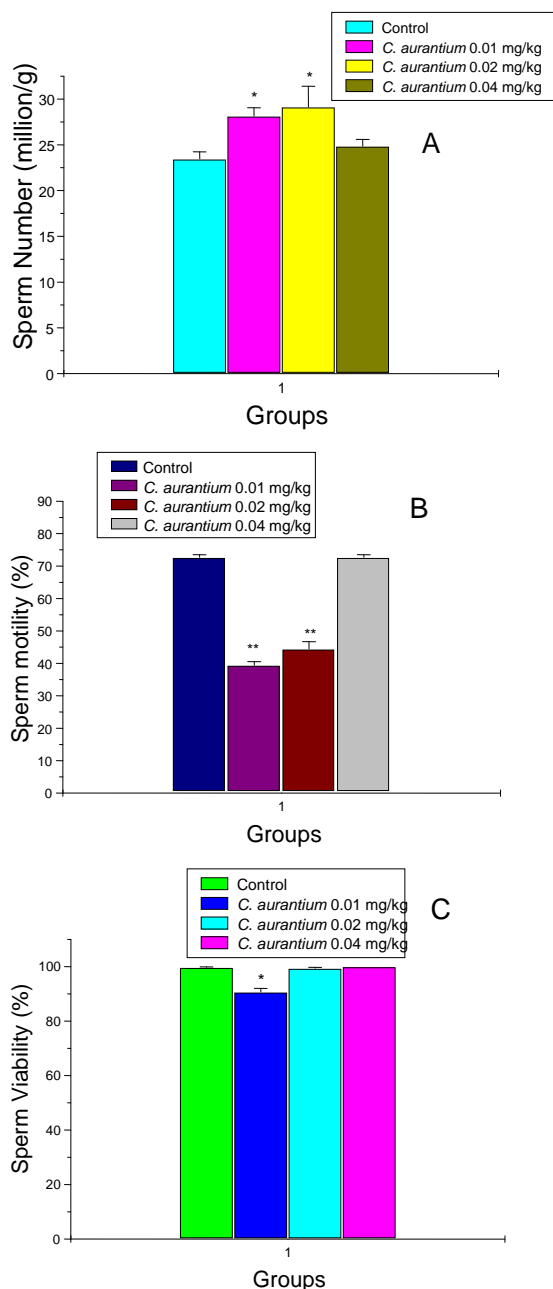 Control
C. aurantium 0.01 mg/kg
C. aurantium 0.02 mg/kg
C. aurantium 0.04 mg/kg
A
Sperm Number (million/g)
30
25
20
15
10
5
0
*
*
1
Groups
Control
C. aurantium 0.01 mg/kg
C. aurantium 0.02 mg/kg
C. aurantium 0.04 mg/kg
B
Sperm motility (%)
90
80
70
60
50
40
30
20
10
0
**
**
1
Groups
Control
C. aurantium 0.01 mg/kg
C. aurantium 0.02 mg/kg
C. aurantium 0.04 mg/kg
C
Sperm Viability (%)
100
80
60
40
20
0
*
1
Groups